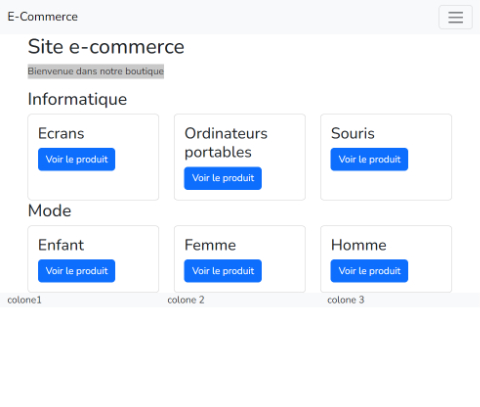 E-Commerce
Site e-commerce
Bienvenue dans notre boutique
Informatique
Ecrans
Voir le produit
Ordinateurs
portables
Voir le produit
Souris
Voir le produit
Mode
Enfant
Voir le produit
Femme
Voir le produit
Homme
Voir le produit
colone1
colone 2
colone 3